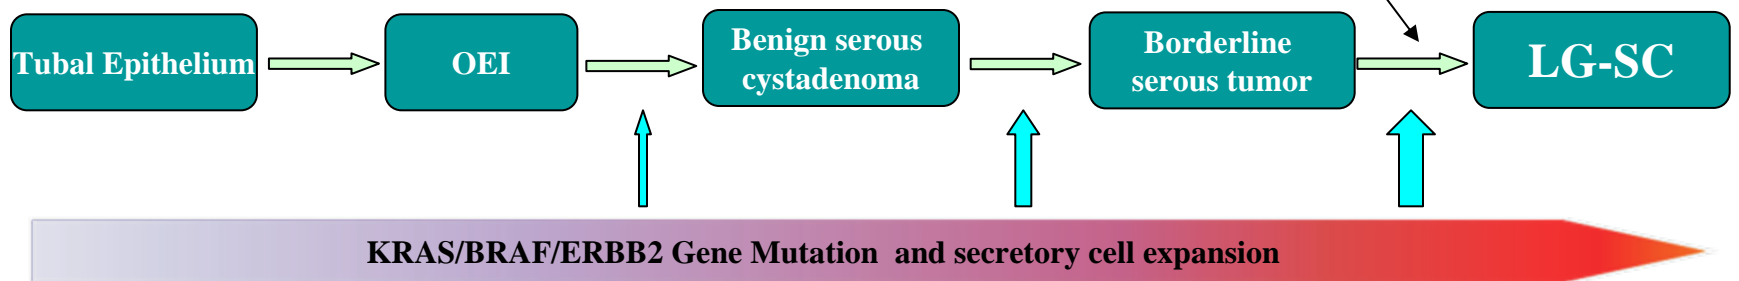 Tubal Epithelium
OEI
Benign serous
cystadenoma
Borderline
serous tumor
LG-SC
KRAS/BRAF/ERBB2 Gene Mutation and secretory cell expansion